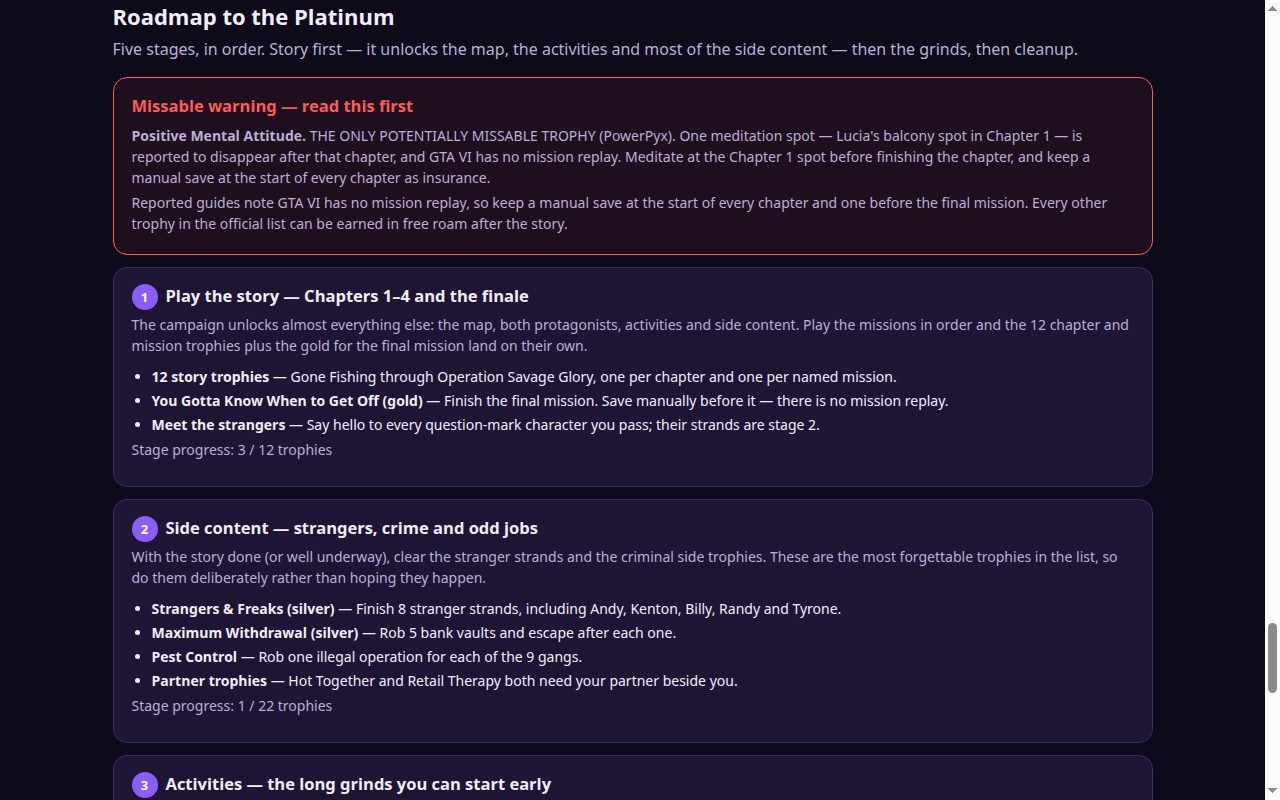 Roadmap to the Platinum
Five stages, in order. Story first — it unlocks the map, the activities and most of the side content — then the grinds, then cleanup.
Missable warning — read this first
Positive Mental Attitude. THE ONLY POTENTIALLY MISSABLE TROPHY (PowerPyx). One meditation spot — Lucia's balcony spot in Chapter 1 — is
reported to disappear after that chapter, and GTA VI has no mission replay. Meditate at the Chapter 1 spot before finishing the chapter, and keep a
manual save at the start of every chapter as insurance.
Reported guides note GTA VI has no mission replay, so keep a manual save at the start of every chapter and one before the final mission. Every other
trophy in the official list can be earned in free roam after the story.
1 Play the story — Chapters 1–4 and the finale
The campaign unlocks almost everything else: the map, both protagonists, activities and side content. Play the missions in order and the 12 chapter and
mission trophies plus the gold for the final mission land on their own.
• 12 story trophies — Gone Fishing through Operation Savage Glory, one per chapter and one per named mission.
• You Gotta Know When to Get Off (gold) — Finish the final mission. Save manually before it — there is no mission replay.
• Meet the strangers — Say hello to every question-mark character you pass; their strands are stage 2.
Stage progress: 3 / 12 trophies
2 Side content — strangers, crime and odd jobs
With the story done (or well underway), clear the stranger strands and the criminal side trophies. These are the most forgettable trophies in the list, so
do them deliberately rather than hoping they happen.
• Strangers & Freaks (silver) — Finish 8 stranger strands, including Andy, Kenton, Billy, Randy and Tyrone.
• Maximum Withdrawal (silver) — Rob 5 bank vaults and escape after each one.
• Pest Control — Rob one illegal operation for each of the 9 gangs.
• Partner trophies — Hot Together and Retail Therapy both need your partner beside you.
Stage progress: 1 / 22 trophies
3 Activities — the long grinds you can start early